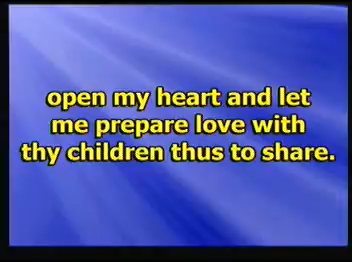 open my heart and let
me prepare love with
thy children thus to share.